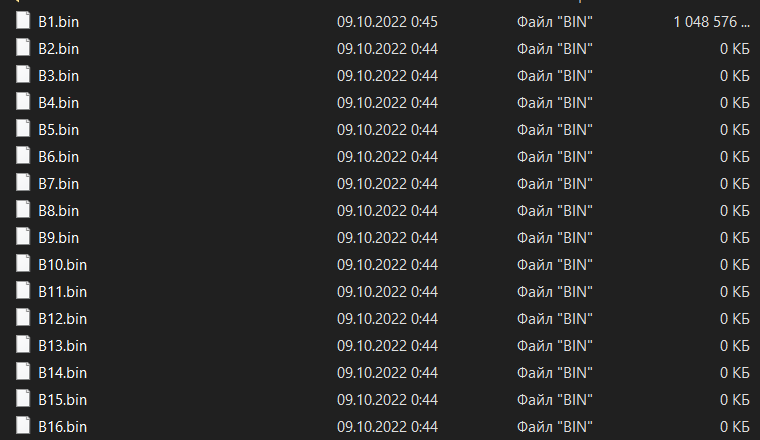 B1.bin 09.10.2022 0:45 Файл "BIN" 1 048 576 ...
B2.bin 09.10.2022 0:44 Файл "BIN" 0 КБ
B3.bin 09.10.2022 0:44 Файл "BIN" 0 КБ
B4.bin 09.10.2022 0:44 Файл "BIN" 0 КБ
B5.bin 09.10.2022 0:44 Файл "BIN" 0 КБ
B6.bin 09.10.2022 0:44 Файл "BIN" 0 КБ
B7.bin 09.10.2022 0:44 Файл "BIN" 0 КБ
B8.bin 09.10.2022 0:44 Файл "BIN" 0 КБ
B9.bin 09.10.2022 0:44 Файл "BIN" 0 КБ
B10.bin 09.10.2022 0:44 Файл "BIN" 0 КБ
B11.bin 09.10.2022 0:44 Файл "BIN" 0 КБ
B12.bin 09.10.2022 0:44 Файл "BIN" 0 КБ
B13.bin 09.10.2022 0:44 Файл "BIN" 0 КБ
B14.bin 09.10.2022 0:44 Файл "BIN" 0 КБ
B15.bin 09.10.2022 0:44 Файл "BIN" 0 КБ
B16.bin 09.10.2022 0:44 Файл "BIN" 0 КБ